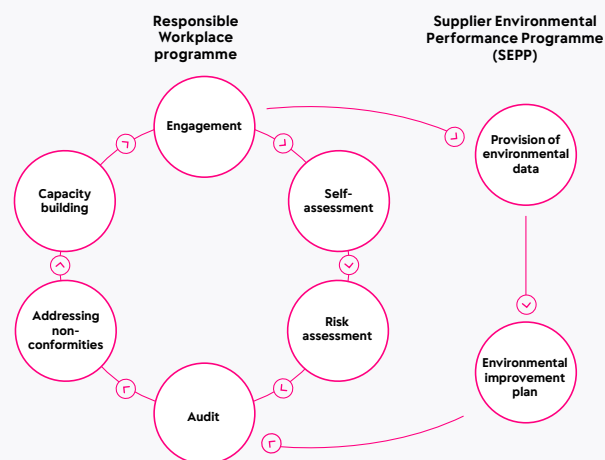 Responsible
Workplace
programme
Supplier Environmental
Performance Programme
(SEPP)
Engagement
Self-
assessment
Risk
assessment
Audit
Addressing
non-
conformities
Capacity
building
Provision of
environmental
data
Environmental
improvement
plan